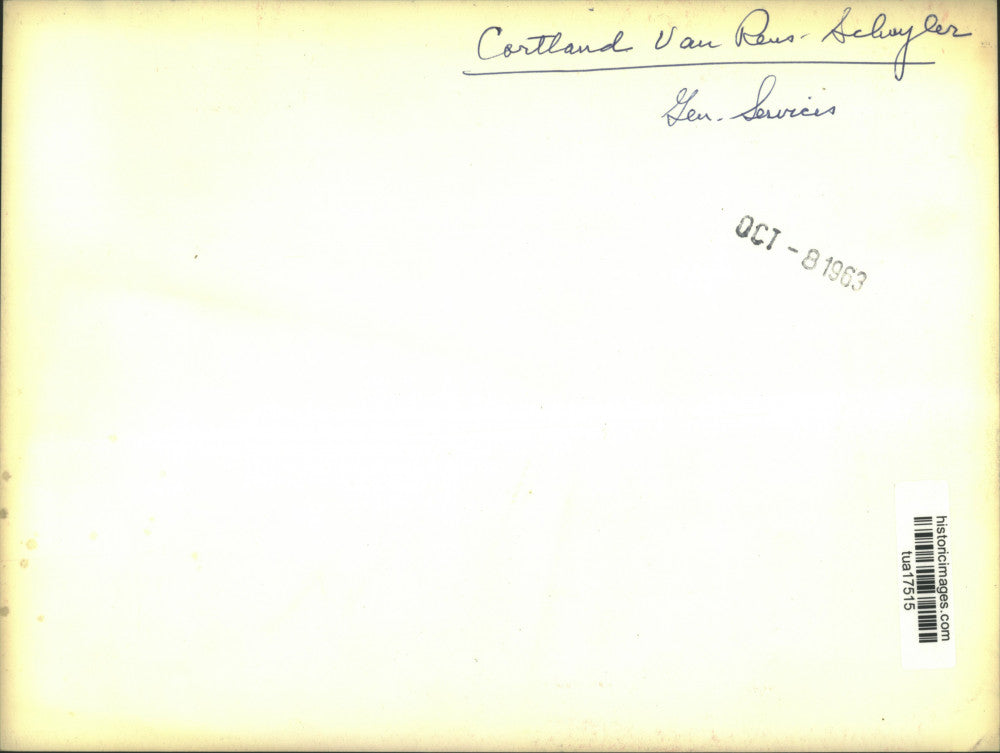 Cortland Van Rens. Schuyler
Gen. Services
OCT - 8 1963
historicimages.com
tua17515